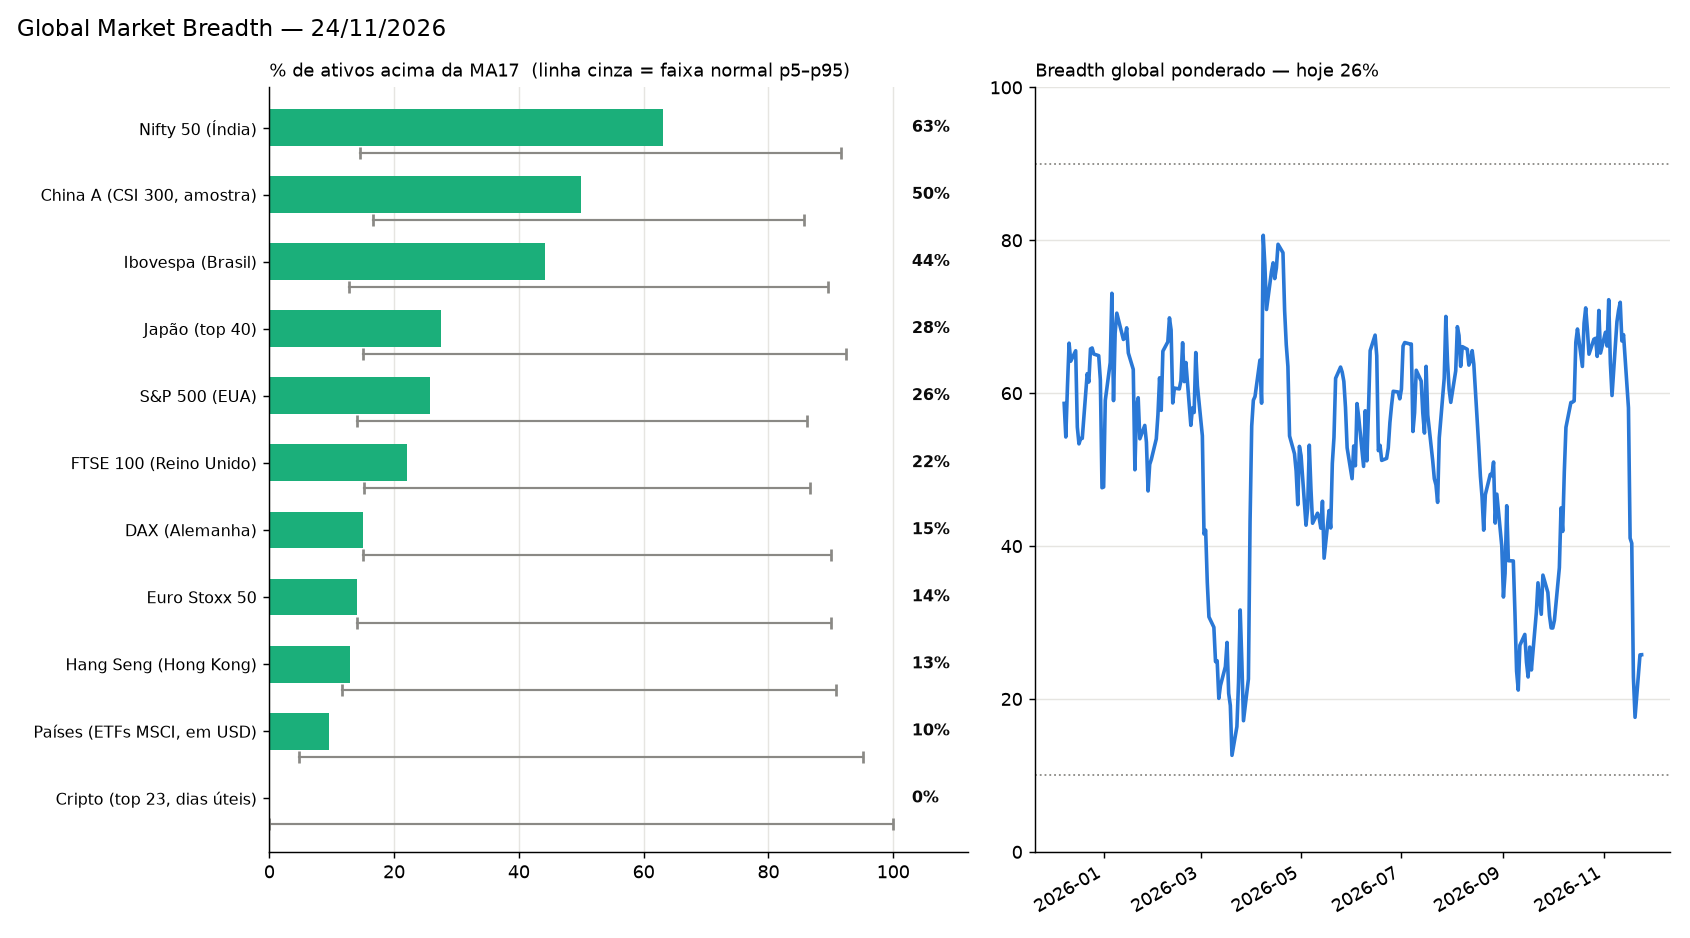 Global Market Breadth — 24/11/2026
% de ativos acima da MA17  (linha cinza = faixa normal p5–p95)
Nifty 50 (Índia) 63%
China A (CSI 300, amostra) 50%
Ibovespa (Brasil) 44%
Japão (top 40) 28%
S&P 500 (EUA) 26%
FTSE 100 (Reino Unido) 22%
DAX (Alemanha) 15%
Euro Stoxx 50 14%
Hang Seng (Hong Kong) 13%
Países (ETFs MSCI, em USD) 10%
Cripto (top 23, dias úteis) 0%
0 20 40 60 80 100
Breadth global ponderado — hoje 26%
100
80
60
40
20
0
2026-01 2026-03 2026-05 2026-07 2026-09 2026-11